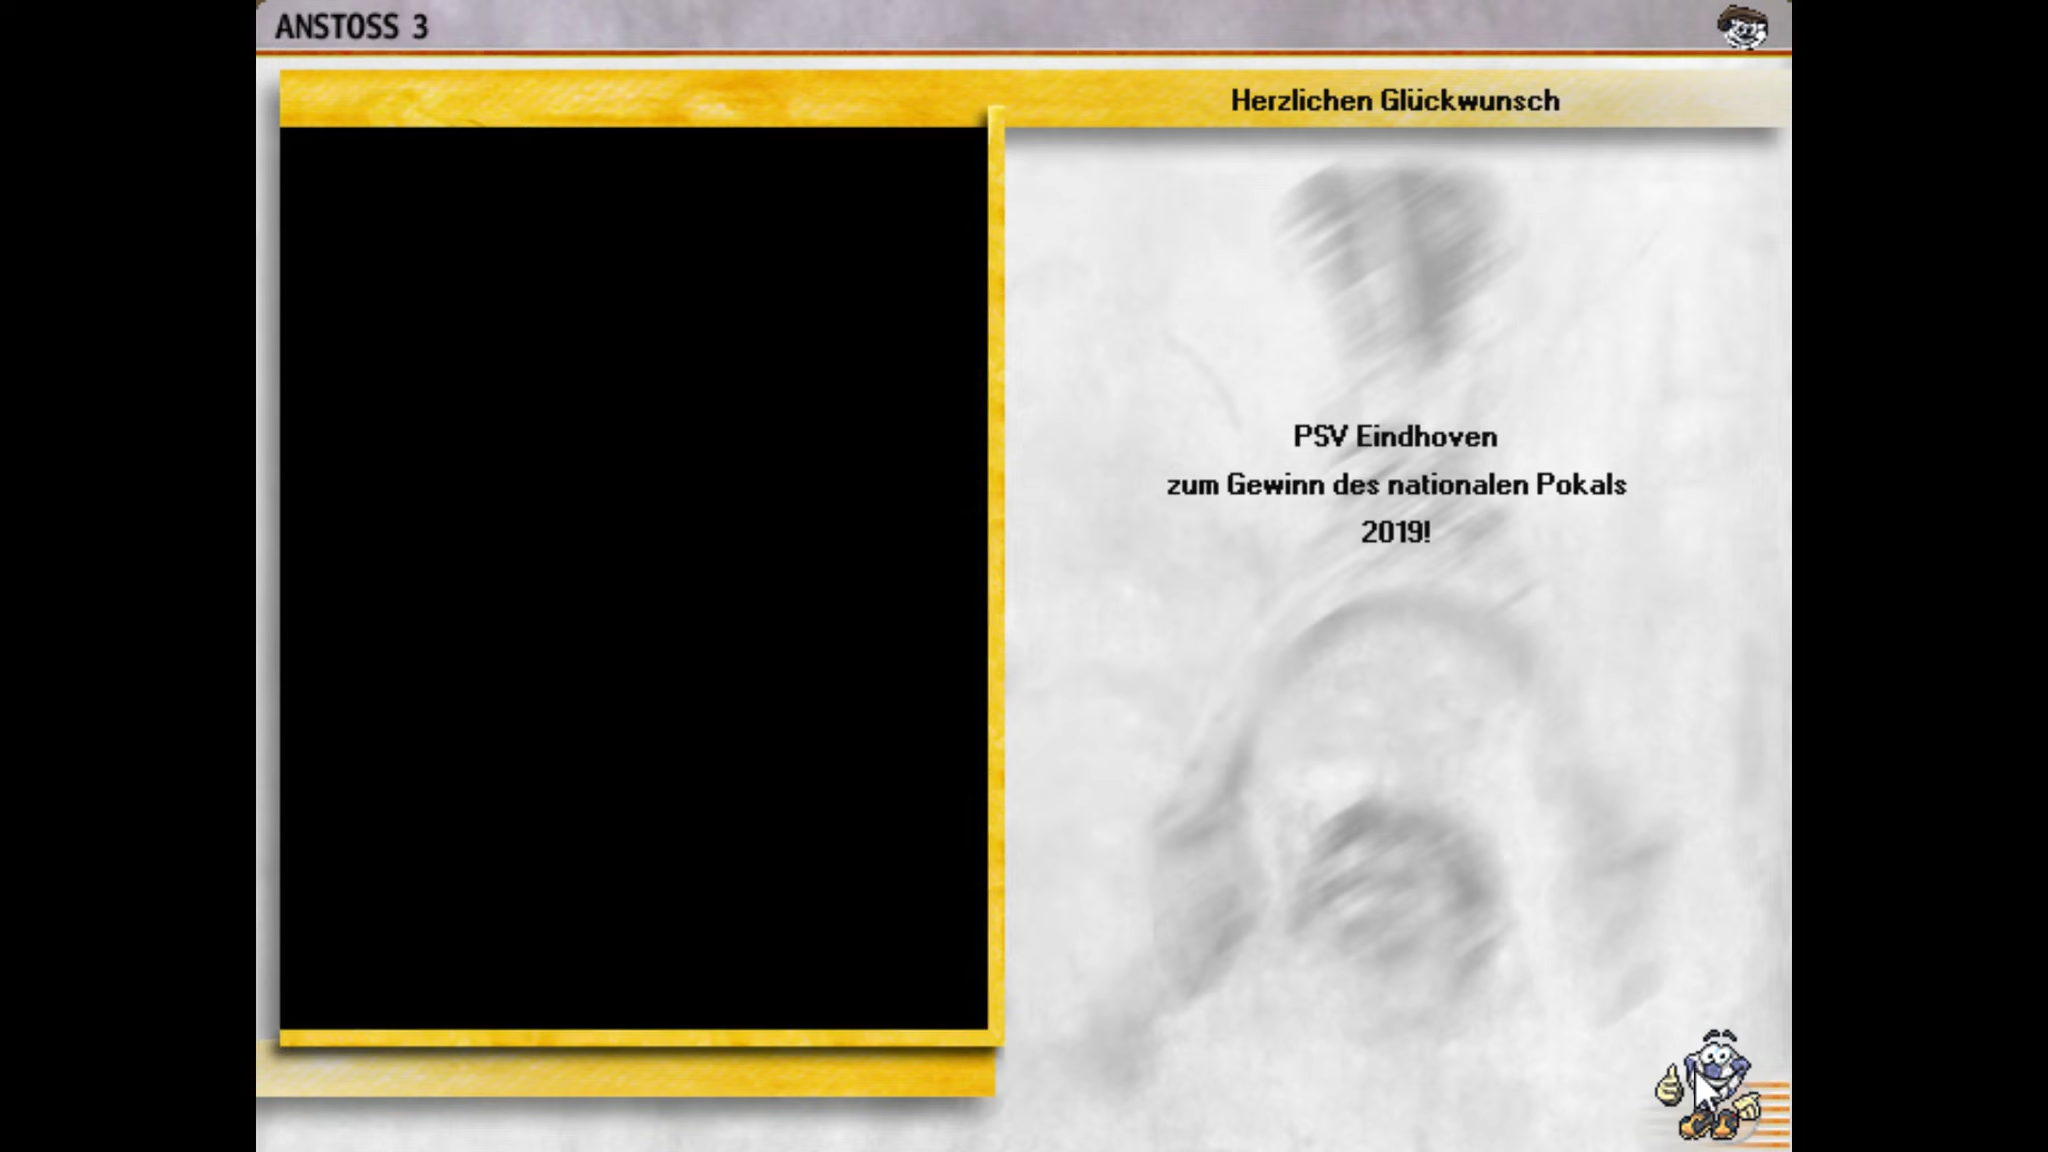 ANSTOSS 3
Herzlichen Glückwunsch
PSV Eindhoven
zum Gewinn des nationalen Pokals
2019!